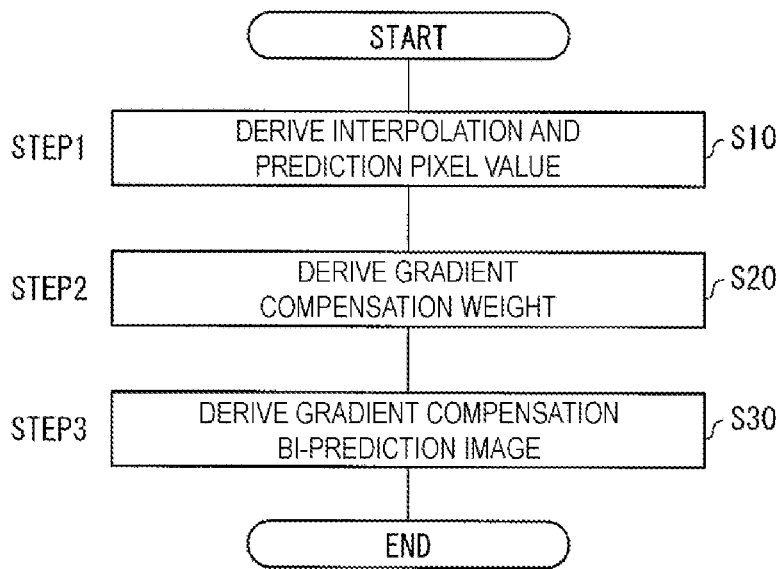 START
STEP1
DERIVE INTERPOLATION AND
PREDICTION PIXEL VALUE
S10
STEP2
DERIVE GRADIENT
COMPENSATION WEIGHT
S20
STEP3
DERIVE GRADIENT COMPENSATION
BI-PREDICTION IMAGE
S30
END